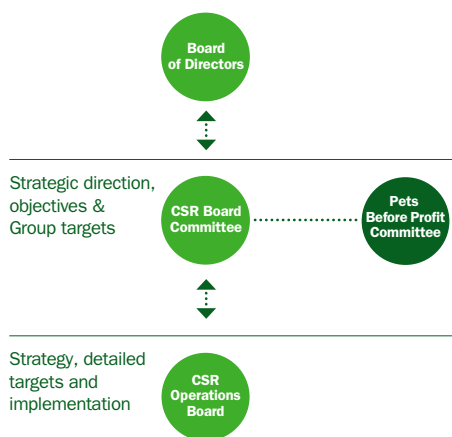 Board
of Directors
Strategic direction,
objectives &
Group targets
CSR Board
Committee
Pets
Before Profit
Committee
Strategy, detailed
targets and
implementation
CSR
Operations
Board